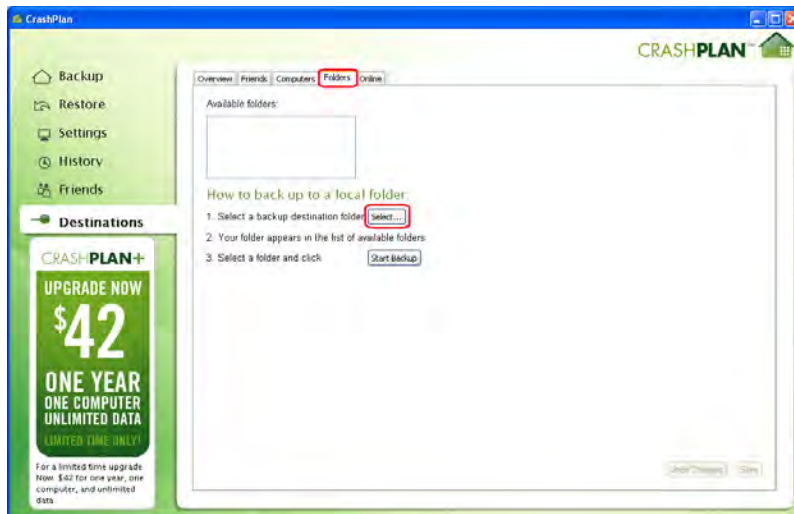 CrashPlan
CRASHPLAN™
Backup
Restore
Settings
History
Friends
Destinations
CRASHPLAN+
UPGRADE NOW
$42
ONE YEAR
ONE COMPUTER
UNLIMITED DATA
LIMITED TIME ONLY!
For a limited time upgrade
Now. $42 for one year, one
computer, and unlimited
data
Overview Friends Computers Folders Online
Available folders:
How to back up to a local folder:
1. Select a backup destination folder Select...
2. Your folder appears in the list of available folders
3. Select a folder and click Start Backup
Undo Changes Save